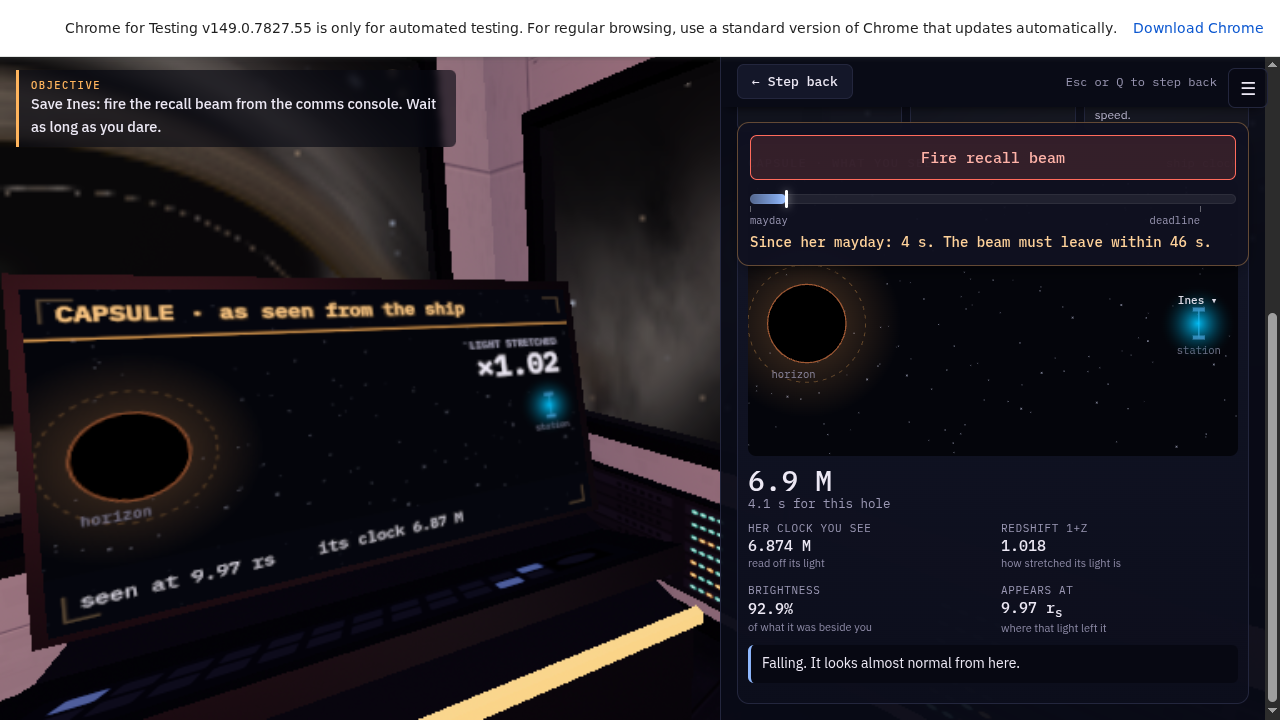 Chrome for Testing v149.0.7827.55 is only for automated testing. For regular browsing, use a standard version of Chrome that updates automatically. Download Chrome
OBJECTIVE
Save Ines: fire the recall beam from the comms console. Wait
as long as you dare.
CAPSULE · as seen from the ship
LIGHT STRETCHED
×1.02
station
horizon
seen at 9.97 rs
its clock 6.87 M
← Step back
Esc or Q to step back
☰
speed.
Fire recall beam
mayday
deadline
Since her mayday: 4 s. The beam must leave within 46 s.
Ines ▾
station
horizon
6.9 M
4.1 s for this hole
HER CLOCK YOU SEE
6.874 M
read off its light
REDSHIFT 1+Z
1.018
how stretched its light is
BRIGHTNESS
92.9%
of what it was beside you
APPEARS AT
9.97 rs
where that light left it
Falling. It looks almost normal from here.